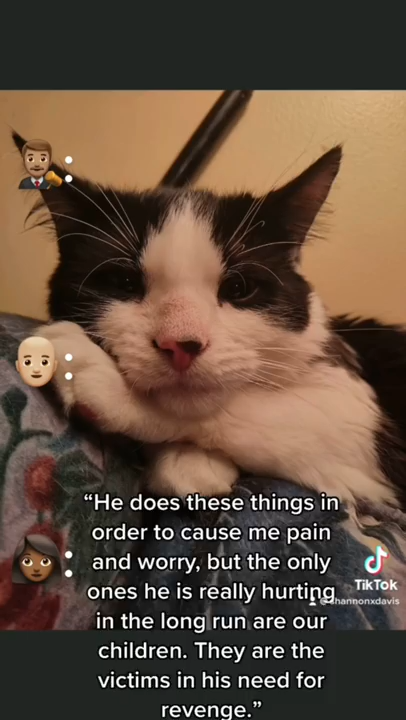 “He does these things in
order to cause me pain
and worry, but the only
ones he is really hurting
in the long run are our
children. They are the
victims in his need for
revenge.”
:
:
:
TikTok
@shannonxdavis